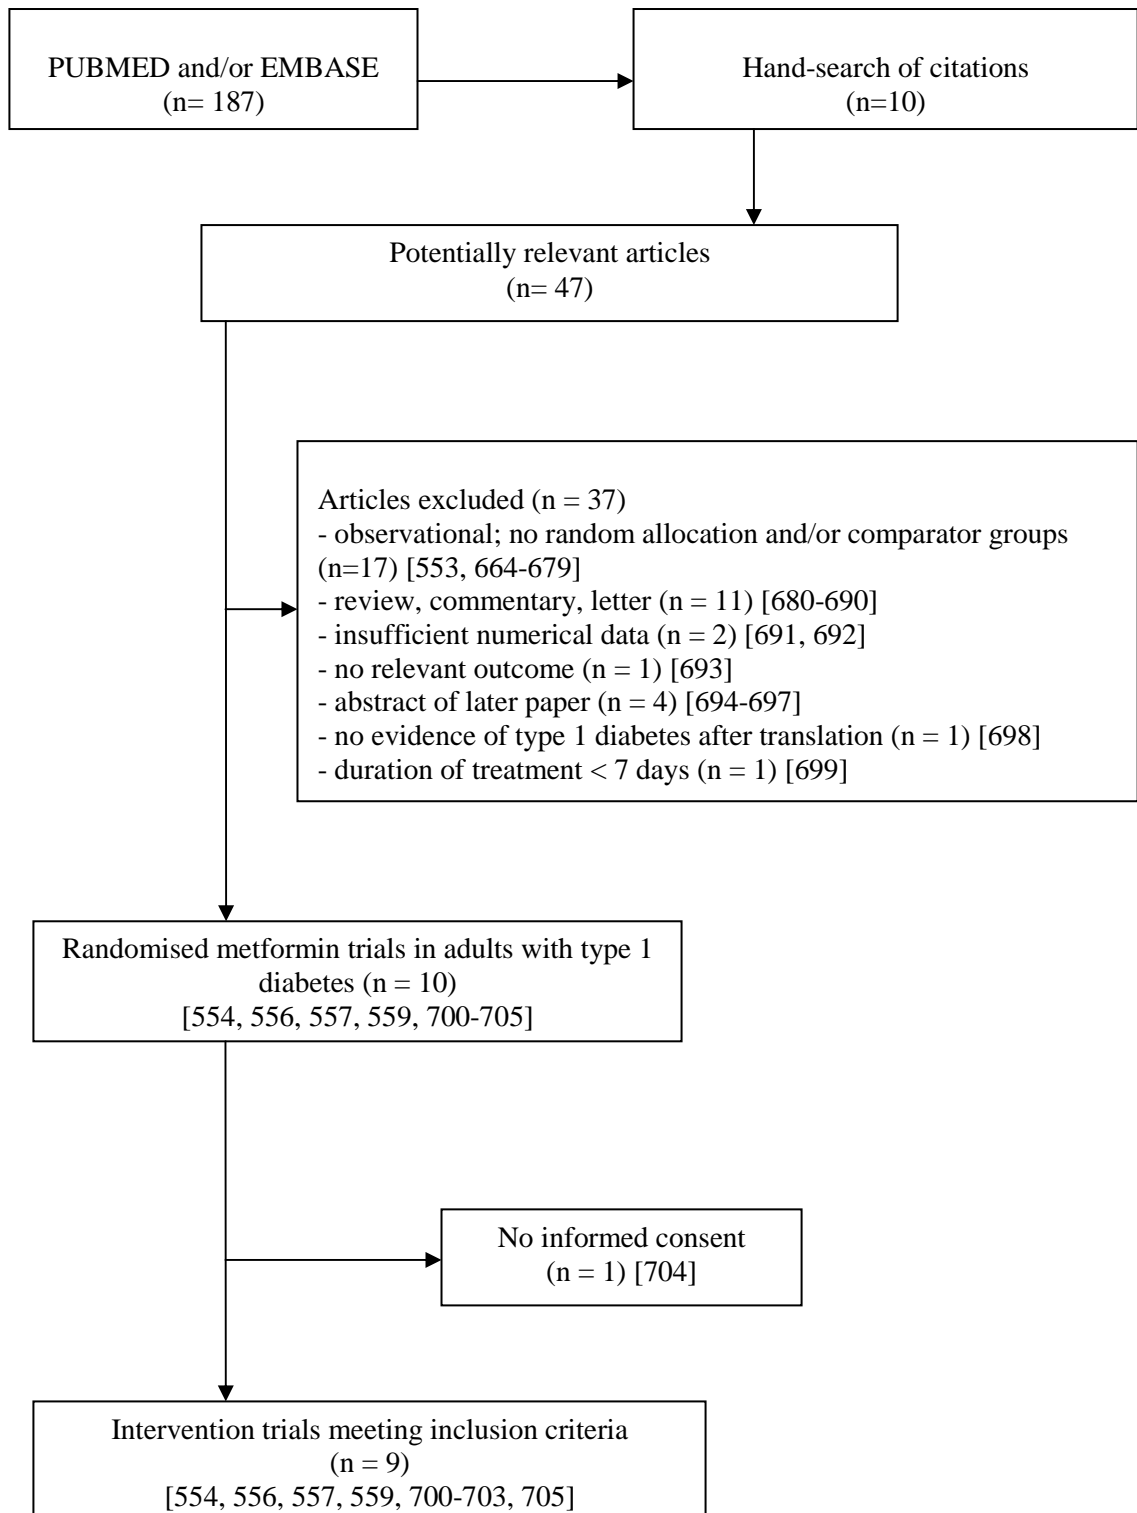 PUBMED and/or EMBASE
(n= 187)
Hand-search of citations
(n=10)
Potentially relevant articles
(n= 47)
Articles excluded (n = 37)
- observational; no random allocation and/or comparator groups
(n=17) [553, 664-679]
- review, commentary, letter (n = 11) [680-690]
- insufficient numerical data (n = 2) [691, 692]
- no relevant outcome (n = 1) [693]
- abstract of later paper (n = 4) [694-697]
- no evidence of type 1 diabetes after translation (n = 1) [698]
- duration of treatment < 7 days (n = 1) [699]
Randomised metformin trials in adults with type 1
diabetes (n = 10)
[554, 556, 557, 559, 700-705]
No informed consent
(n = 1) [704]
Intervention trials meeting inclusion criteria
(n = 9)
[554, 556, 557, 559, 700-703, 705]